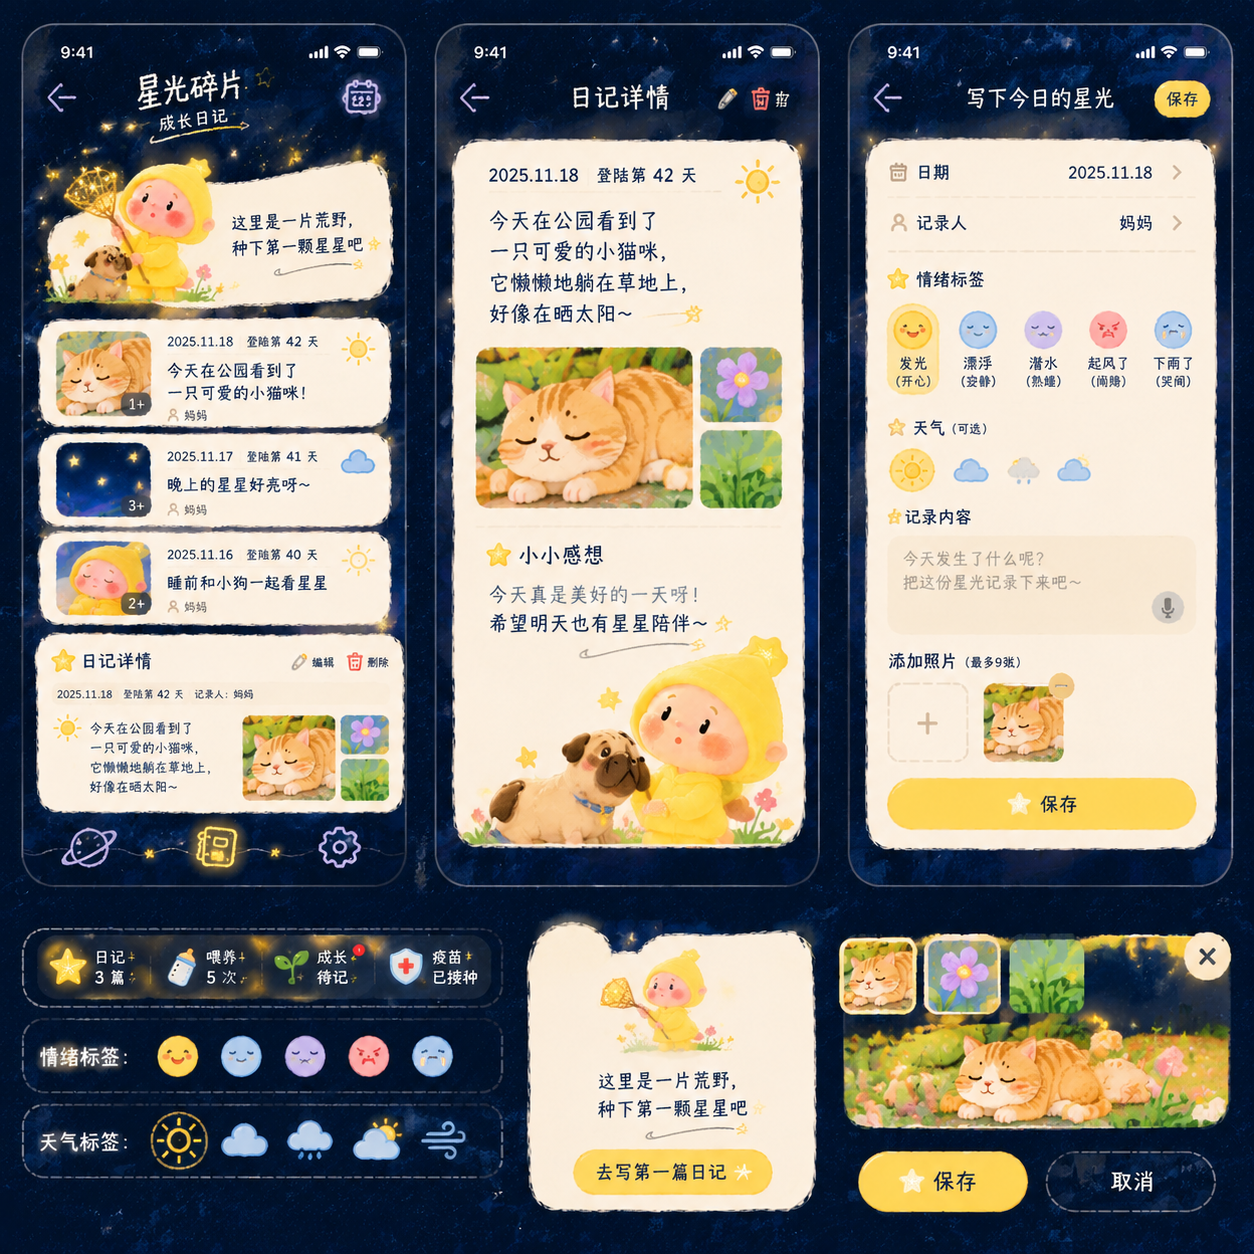 9:41
星光碎片
成长日记
这里是一片荒野，
种下第一颗星星吧
2025.11.18 登陆第 42 天
今天在公园看到了
一只可爱的小猫咪！
妈妈
1+
2025.11.17 登陆第 41 天
晚上的星星好亮呀~
妈妈
3+
2025.11.16 登陆第 40 天
睡前和小狗一起看星星
妈妈
2+
日记详情
编辑
删除
2025.11.18 登陆第 42 天 记录人：妈妈
今天在公园看到了
一只可爱的小猫咪，
它懒懒地躺在草地上，
好像在晒太阳~
9:41
日记详情
2025.11.18 登陆第 42 天
今天在公园看到了
一只可爱的小猫咪，
它懒懒地躺在草地上，
好像在晒太阳~
小小感想
今天真是美好的一天呀！
希望明天也有星星陪伴~
9:41
写下今日的星光
保存
日期
2025.11.18
记录人
妈妈
情绪标签
发光
(开心)
漂浮
潜水
起风了
下雨了
天气 (可选)
记录内容
今天发生了什么呢？
把这份星光记录下来吧~
添加照片 (最多9张)
保存
日记
3 篇
喂养
5 次
成长
待记
疫苗
已接种
情绪标签：
天气标签：
这里是一片荒野，
种下第一颗星星吧
去写第一篇日记
保存
取消